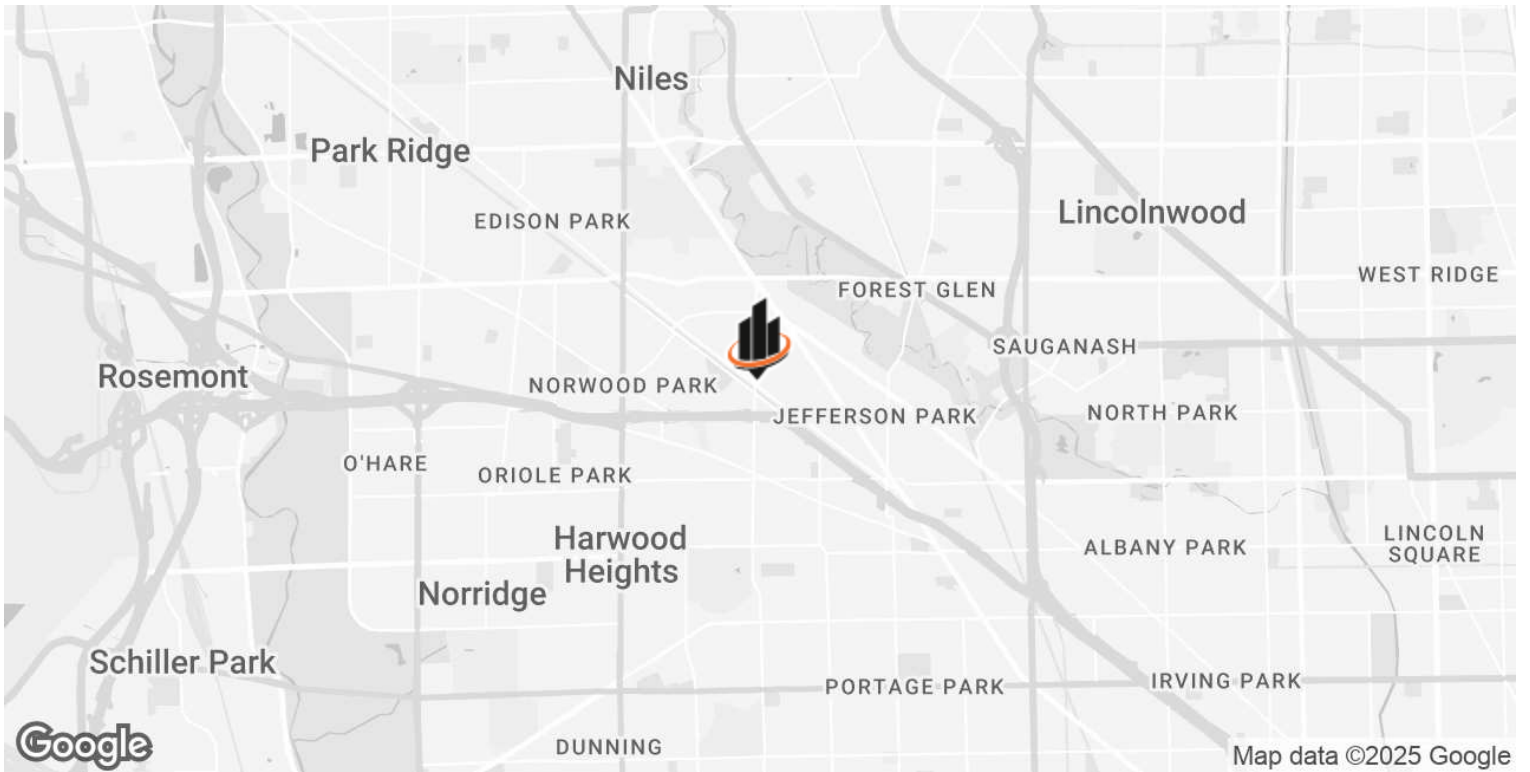 Niles
Park Ridge
Lincolnwood
EDISON PARK
WEST RIDGE
FOREST GLEN
SAUGANASH
Rosemont
NORWOOD PARK
NORTH PARK
JEFFERSON PARK
O'HARE
ORIOLE PARK
Harwood
Heights
LINCOLN
SQUARE
ALBANY PARK
Norridge
Schiller Park
IRVING PARK
PORTAGE PARK
Google
DUNNING
Map data ©2025 Google